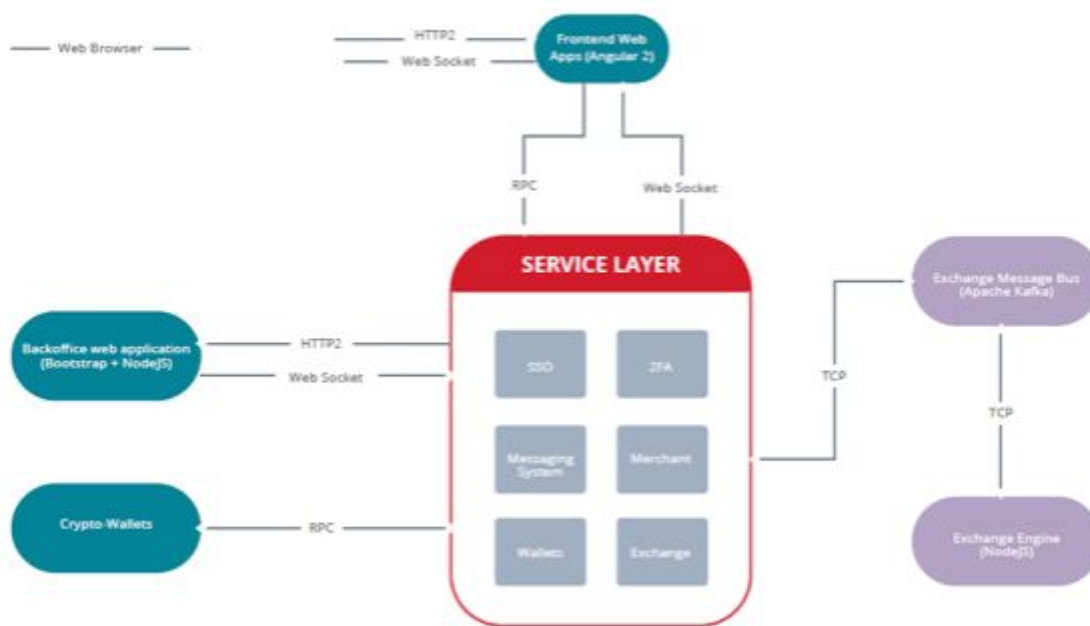 HTTP2
Frontend Web
Apps (Angular 2)
Web Browser
Web Socket
RPC
Web Socket
SERVICE LAYER
Exchange Message Bus
(Apache Kafka)
Backoffice web application
(Bootstrap + NodeJS)
HTTP2
Web Socket
SSO
2FA
TCP
TCP
Messaging
System
Merchant
Crypto-Wallets
RPC
Wallets
Exchange
Exchange Engine
(NodeJS)